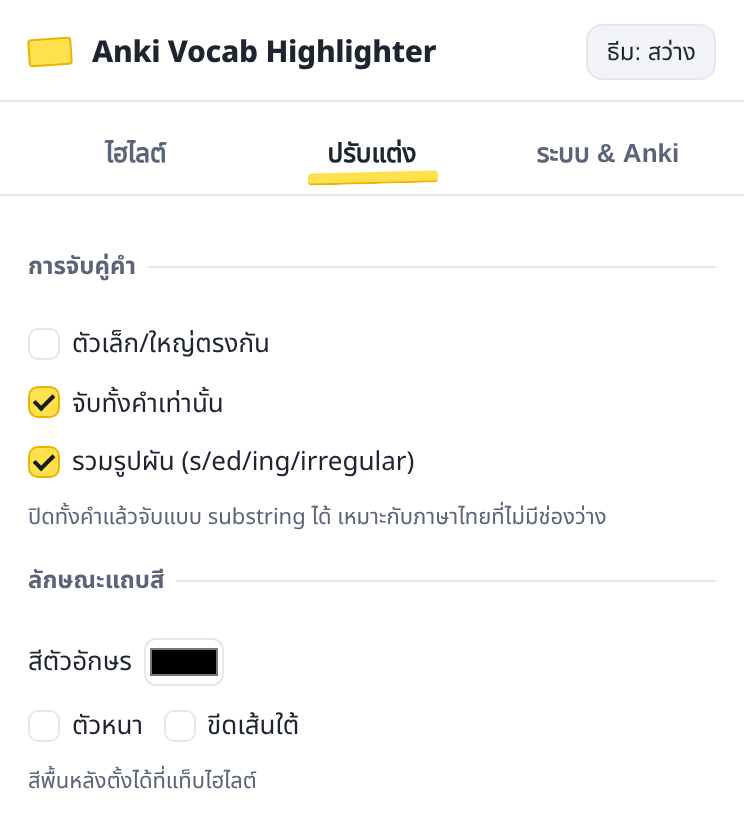 Anki Vocab Highlighter
ธีม: สว่าง
ไฮไลต์
ปรับแต่ง
ระบบ & Anki
การจับคู่คำ
ตัวเล็ก/ใหญ่ตรงกัน
จับทั้งคำเท่านั้น
รวมรูปผัน (s/ed/ing/irregular)
ปิดทั้งคำแล้วจับแบบ substring ได้ เหมาะกับภาษาไทยที่ไม่มีช่องว่าง
ลักษณะแถบสี
สีตัวอักษร
ตัวหนา
ขีดเส้นใต้
สีพื้นหลังตั้งได้ที่แท็บไฮไลต์